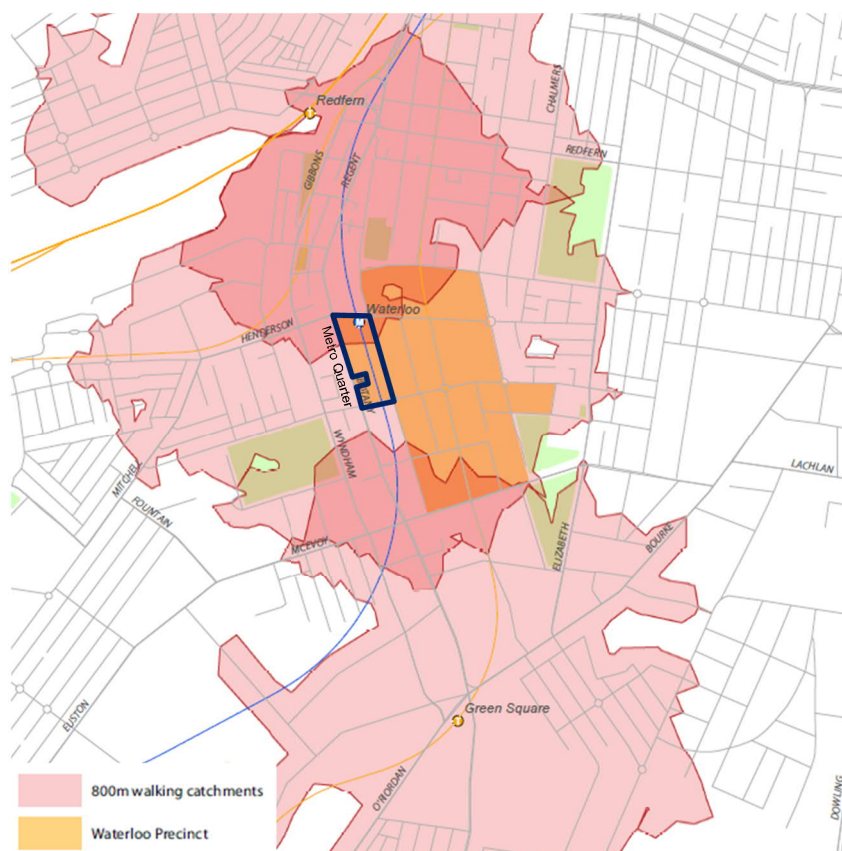 Redfern
CHALMERS
REDFERN
GIBBONS
REGENT
Waterloo
M
HENDERSON
Metro Quarter
BOTANY
WYNDHAM
MITCHELL
FOUNTAIN
LACHLAN
MCEVOY
ELIZABETH
BOURKE
EUSTON
Green Square
O'RIORDAN
DOWLING
800m walking catchments
Waterloo Precinct